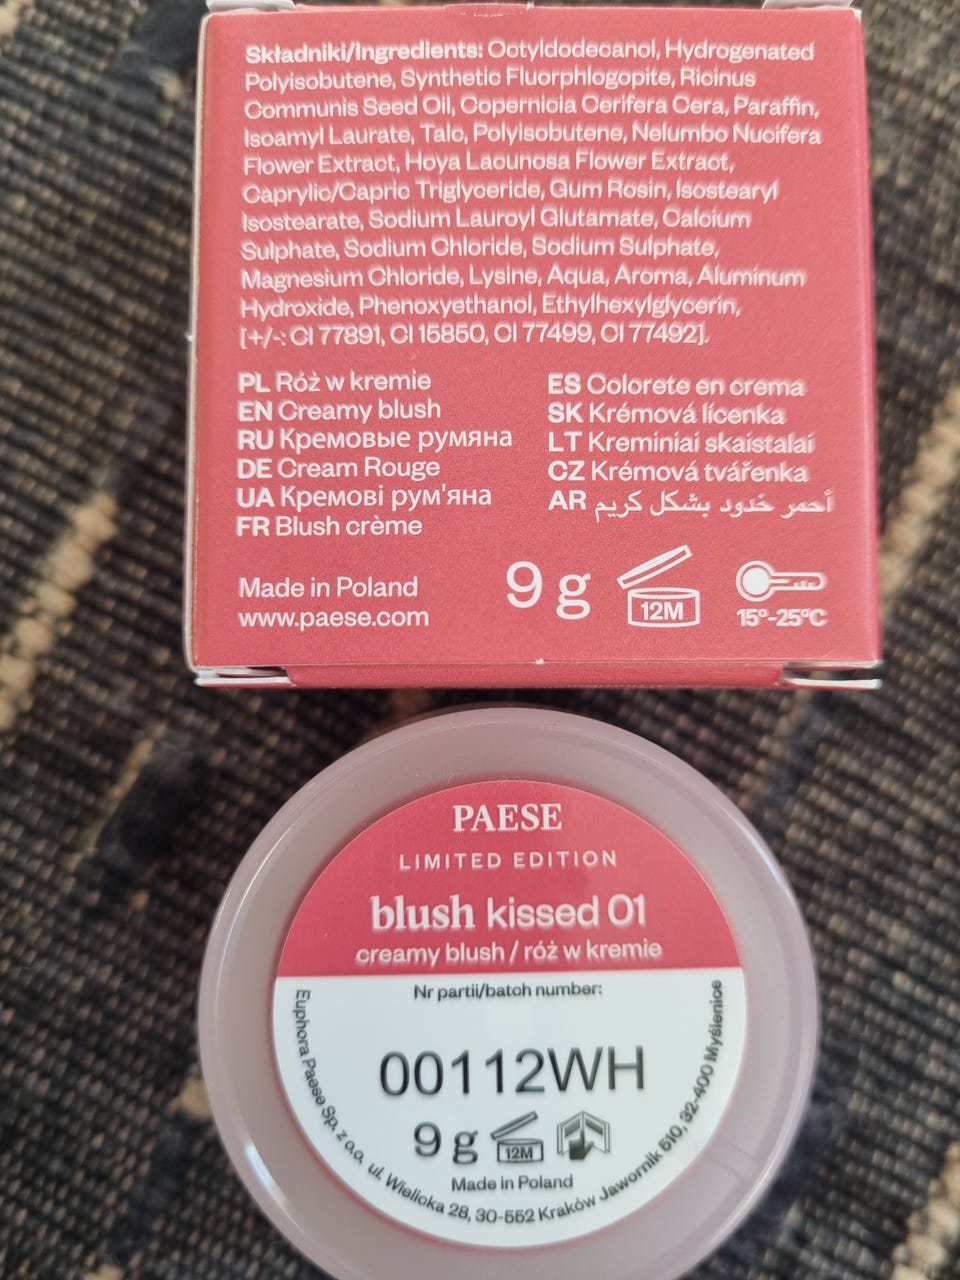 Składniki/Ingredients: Octyldodecanol, Hydrogenated
Polyisobutene, Synthetic Fluorphlogopite, Ricinus
Communis Seed Oil, Copernicia Cerifera Cera, Paraffin,
Isoamyl Laurate, Talc, Polyisobutene, Nelumbo Nucifera
Flower Extract, Hoya Lacunosa Flower Extract,
Caprylic/Capric Triglyceride, Gum Rosin, Isostearyl
Isostearate, Sodium Lauroyl Glutamate, Calcium
Sulphate, Sodium Chloride, Sodium Sulphate,
Magnesium Chloride, Lysine, Aqua, Aroma, Aluminum
Hydroxide, Phenoxyethanol, Ethylhexylglycerin,
[+/-: CI 77891, CI 15850, CI 77499, CI 77492].
PL Róż w kremie
EN Creamy blush
RU Кремовые румяна
DE Cream Rouge
UA Кремові рум'яна
FR Blush crème
ES Colorete en crema
SK Krémová lícenka
LT Kreminiai skaistalai
CZ Krémová tvářenka
AR أحمر خدود بشكل كريم
Made in Poland
www.paese.com
9 g
12M
15°-25°C
PAESE
LIMITED EDITION
blush kissed 01
creamy blush / róż w kremie
Nr partii/batch number:
00112WH
9 g
12M
Made in Poland
Euphora Paese Sp. z o.o. ul. Wielicka 28, 30-552 Kraków Jawornik 610, 32-400 Myślenice